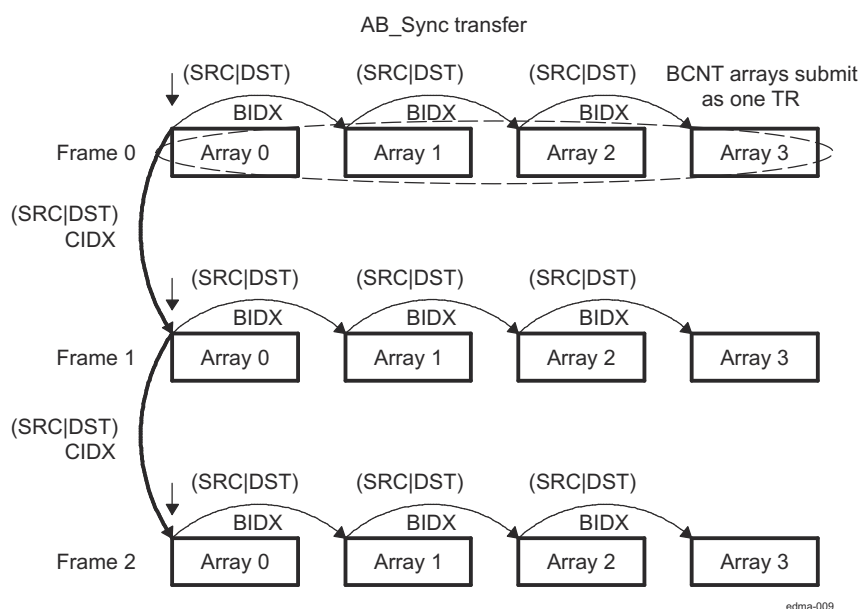 AB_Sync transfer
(SRC|DST) (SRC|DST) (SRC|DST) BCNT arrays submit
as one TR
BIDX BIDX BIDX
Frame 0 Array 0 Array 1 Array 2 Array 3
(SRC|DST)
CIDX
(SRC|DST) (SRC|DST) (SRC|DST)
BIDX BIDX BIDX
Frame 1 Array 0 Array 1 Array 2 Array 3
(SRC|DST)
CIDX
(SRC|DST) (SRC|DST) (SRC|DST)
BIDX BIDX BIDX
Frame 2 Array 0 Array 1 Array 2 Array 3
edma-009